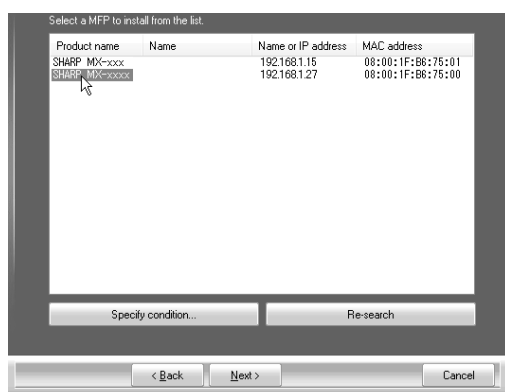 Select a MFP to install from the list.
Product name Name Name or IP address MAC address
SHARP MX-xxx 192.168.1.15 08:00:1F:B6:75:01
SHARP MX-xxxx 192.168.1.27 08:00:1F:B6:75:00
Specify condition... Re-search
< Back Next > Cancel